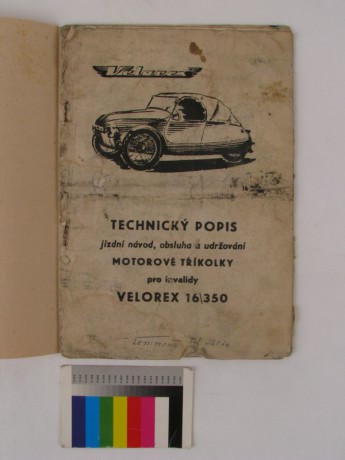 Velorex
TECHNICKÝ POPIS
jízdní návod, obsluha a udržování
MOTOROVÉ TŘÍKOLKY
pro invalidy
VELOREX 16/350